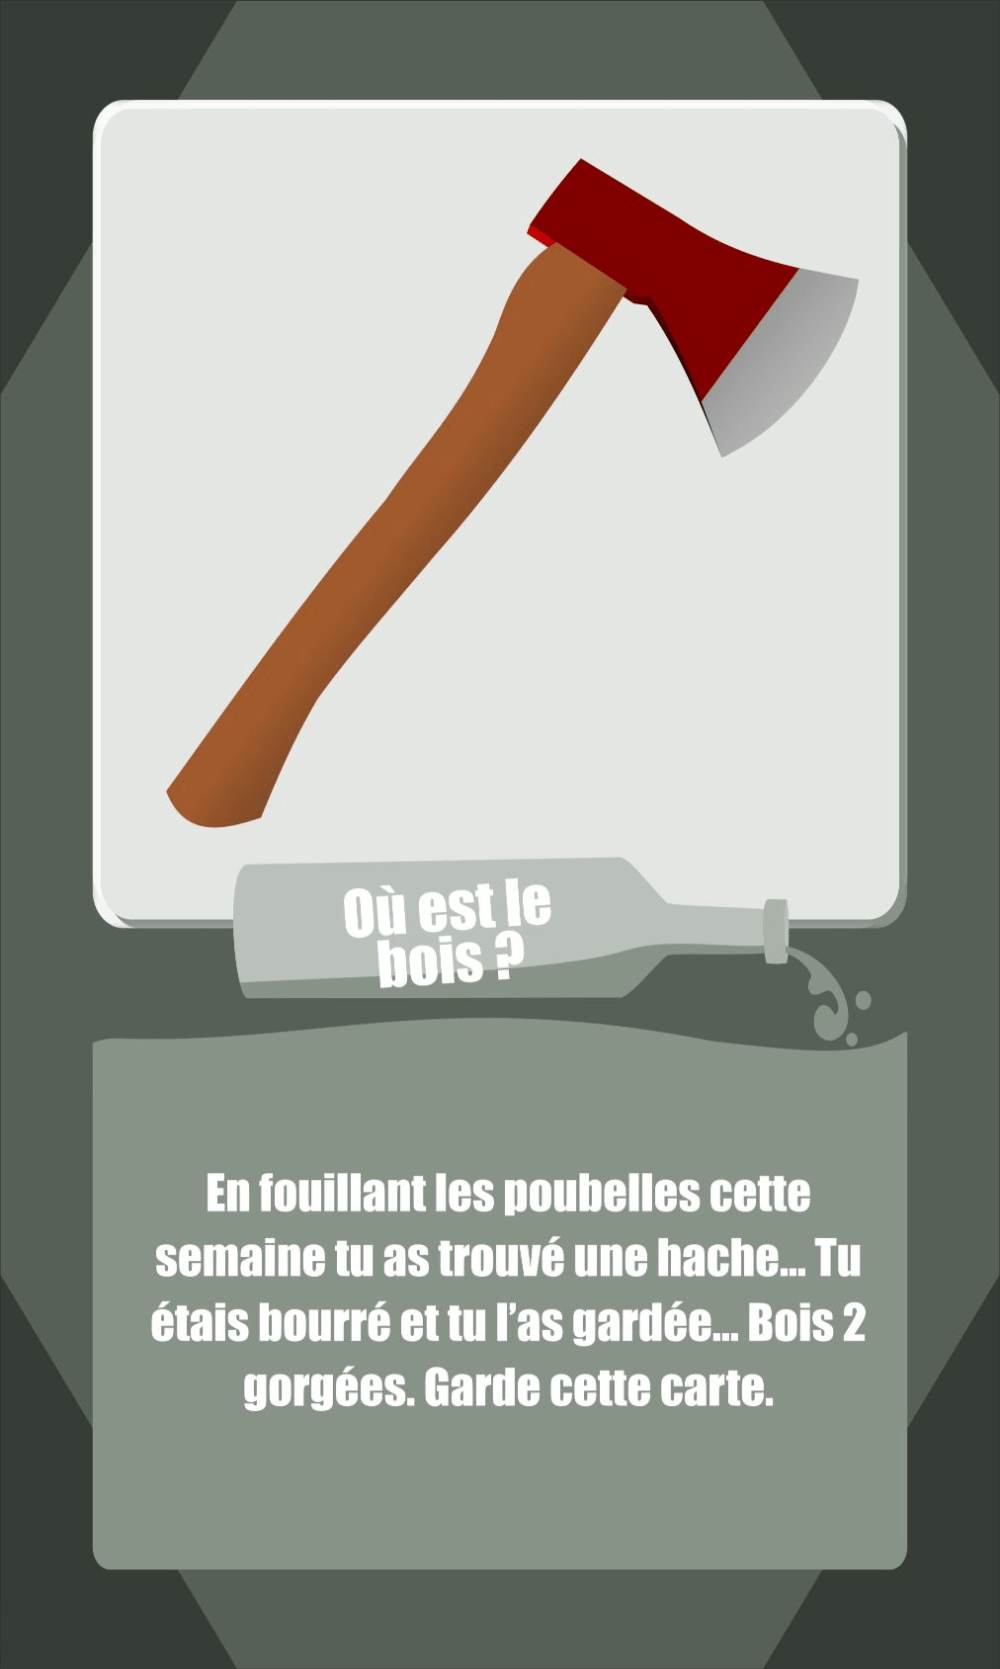 Où est le
bois ?
En fouillant les poubelles cette
semaine tu as trouvé une hache... Tu
étais bourré et tu l’as gardée... Bois 2
gorgées. Garde cette carte.